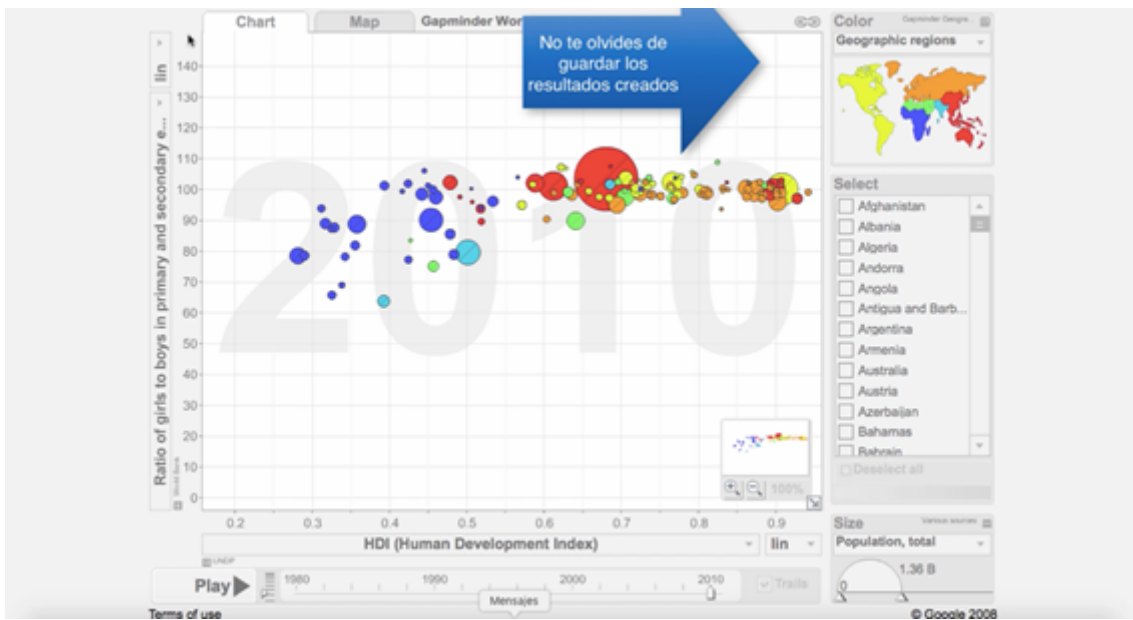 Chart
Map
Gapminder Wor
No te olvides de
guardar los
resultados creados
Color
Geographic regions
lin
Ratio of girls to boys in primary and secondary e...
140
130
120
110
100
90
80
70
60
50
40
30
20
10
0
2010
Select
Afghanistan
Albania
Algeria
Andorra
Angola
Antigua and Barb...
Argentina
Armenia
Australia
Austria
Azerbaijan
Bahamas
Bahrain
Deselect all
100%
0.2 0.3 0.4 0.5 0.6 0.7 0.8 0.9
HDI (Human Development Index)
lin
UNDP
Size
Various sources
Population, total
1.36 B
0
Play
1980 1990 2000 2010
Trails
Mensajes
Terms of use
© Google 2008